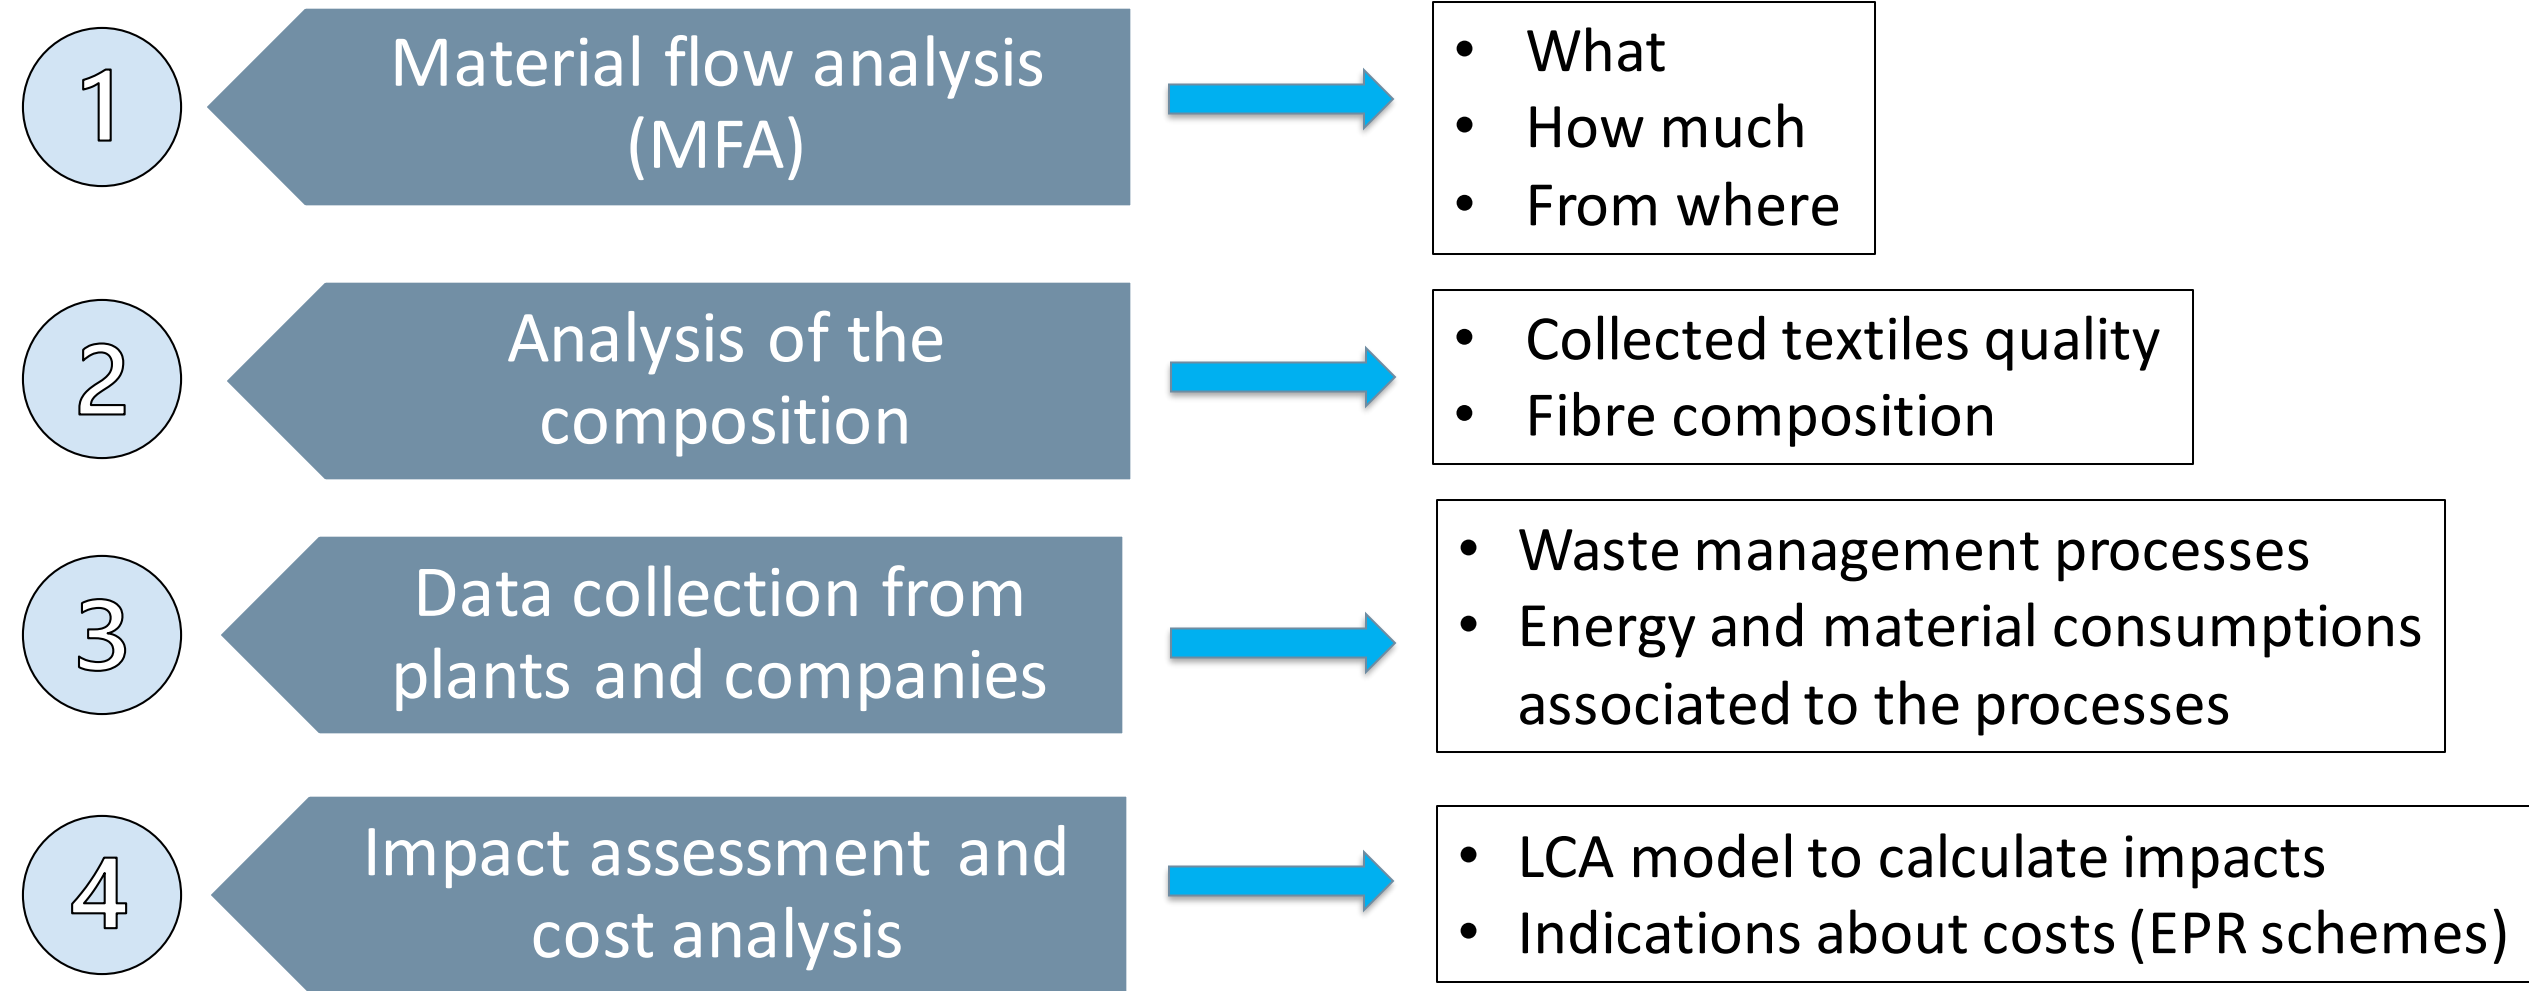 1
Material flow analysis
(MFA)
• What
• How much
• From where
2
Analysis of the
composition
• Collected textiles quality
• Fibre composition
3
Data collection from
plants and companies
• Waste management processes
• Energy and material consumptions
associated to the processes
4
Impact assessment and
cost analysis
• LCA model to calculate impacts
• Indications about costs (EPR schemes)